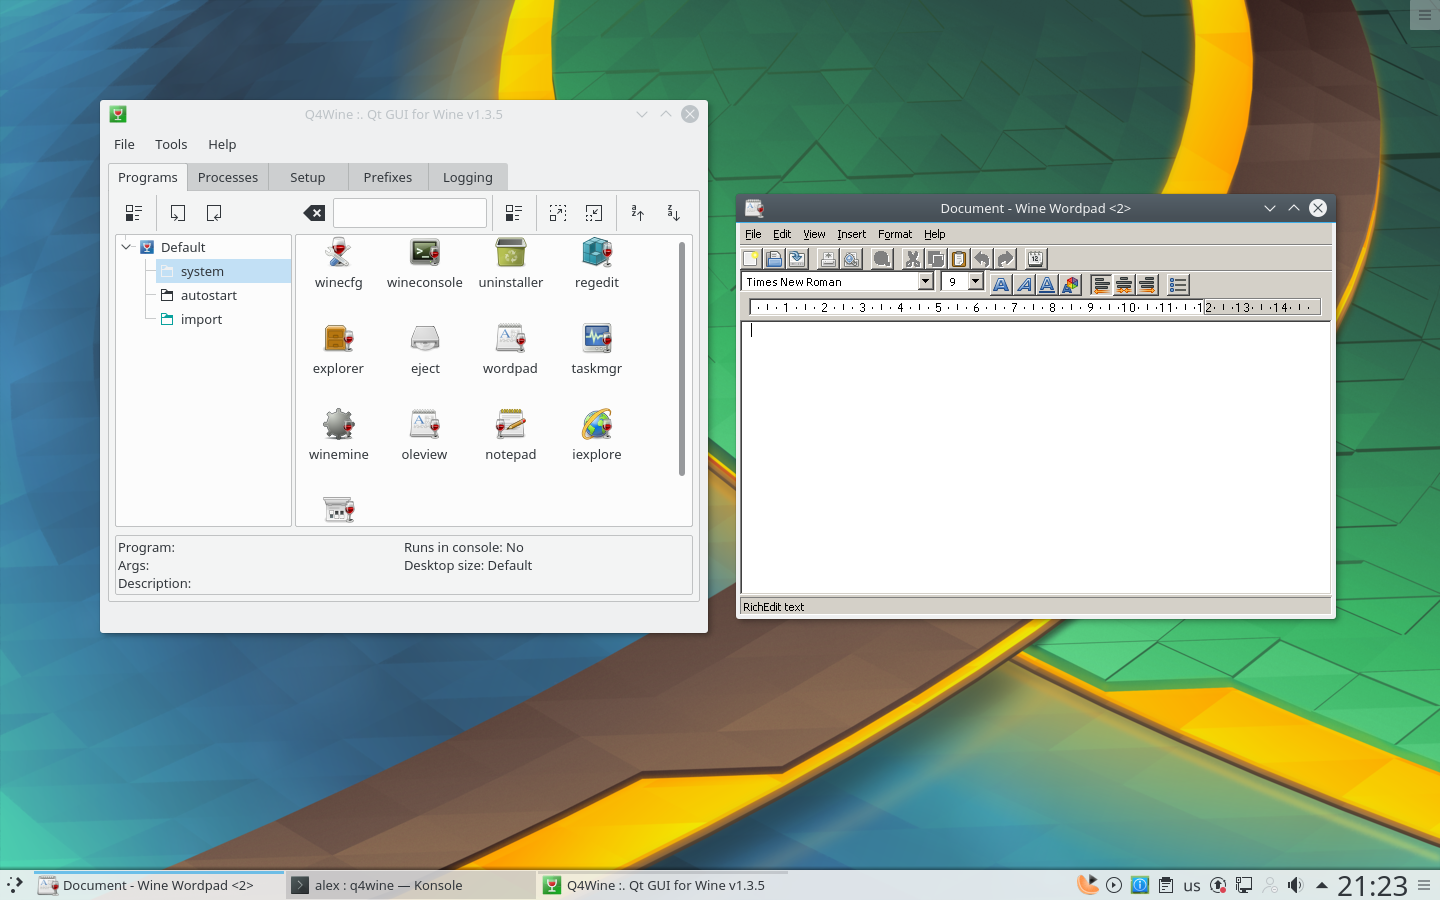 Q4Wine :. Qt GUI for Wine v1.3.5
File Tools Help
Programs Processes Setup Prefixes Logging
Default
system
autostart
import
winecfg wineconsole uninstaller regedit
explorer eject wordpad taskmgr
winemine oleview notepad iexplore
Program: Runs in console: No
Args: Desktop size: Default
Description:
Document - Wine Wordpad <2>
File Edit View Insert Format Help
Times New Roman 9
1 2 3 4 5 6 7 8 9 10 11 12 13 14
RichEdit text
Document - Wine Wordpad <2> alex : q4wine — Konsole Q4Wine :. Qt GUI for Wine v1.3.5 us 21:23